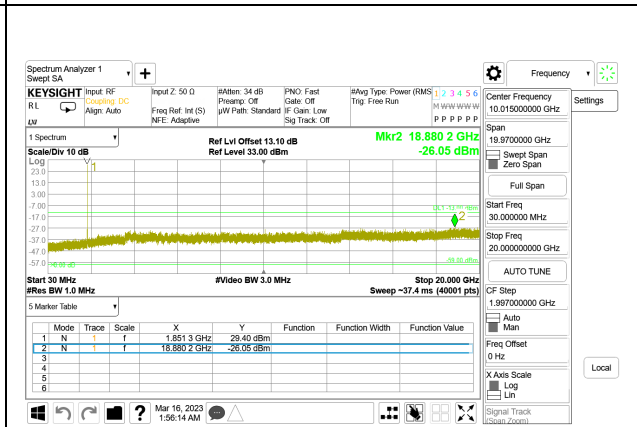 Spectrum Analyzer 1
Swept SA
Frequency
KEYSIGHT
R L
LXI
Input: RF
Coupling: DC
Align: Auto
Input Z: 50 Ω
Freq Ref: Int (S)
NFE: Adaptive
#Atten: 34 dB
Preamp: Off
µW Path: Standard
PNO: Fast
Gate: Off
IF Gain: Low
Sig Track: Off
#Avg Type: Power (RMS
Trig: Free Run
1 2 3 4 5 6
M W W W W W
P P P P P P
1 Spectrum
Scale/Div 10 dB
Ref Lvl Offset 13.10 dB
Ref Level 33.00 dBm
Mkr2 18.880 2 GHz
-26.05 dBm
Log
23.0
13.0
3.00
-7.00
-17.0
-27.0
-37.0
-47.0
-57.0
1
2
Start 30 MHz
#Res BW 1.0 MHz
#Video BW 3.0 MHz
Stop 20.000 GHz
Sweep ~37.4 ms (40001 pts)
5 Marker Table
Mode Trace Scale X Y Function Function Width Function Value
1 N 1 f 1.851 3 GHz 29.40 dBm
2 N 1 f 18.880 2 GHz -26.05 dBm
3
4
5
6
Mar 16, 2023
1:56:14 AM
Center Frequency
10.015000000 GHz
Settings
Span
19.9700000 GHz
Swept Span
Zero Span
Full Span
Start Freq
30.000000 MHz
Stop Freq
20.000000000 GHz
AUTO TUNE
CF Step
1.997000000 GHz
Auto
Man
Freq Offset
0 Hz
X Axis Scale
Log
Lin
Signal Track
(Span Zoom)
Local